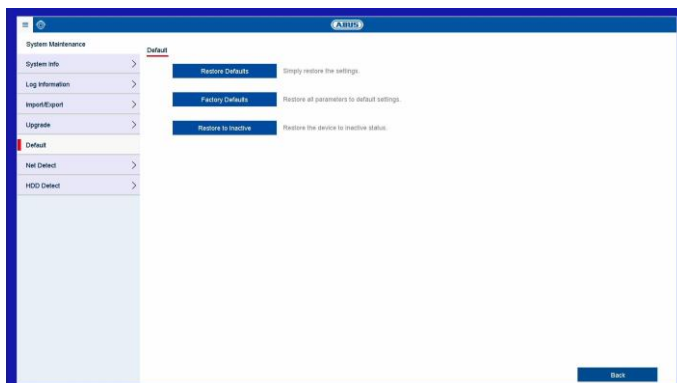 ABUS
System Maintenance
System Info
Log Information
Import/Export
Upgrade
Default
Net Detect
HDD Detect
Default
Restore Defaults Simply restore the settings.
Factory Defaults Restore all parameters to default settings.
Restore to Inactive Restore the device to inactive status.
Back